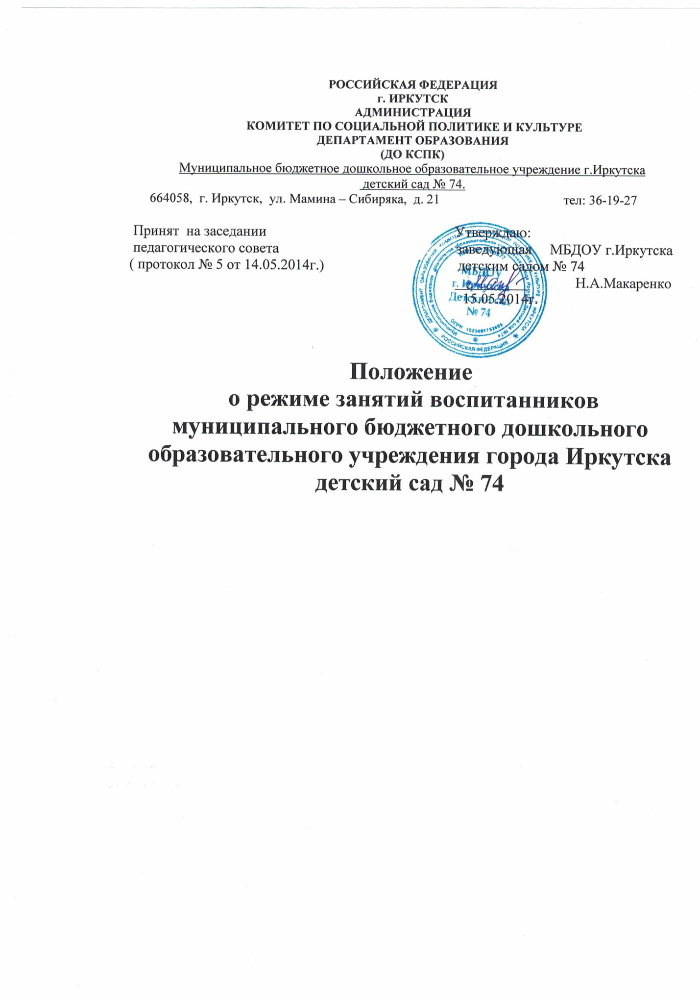 РОССИЙСКАЯ ФЕДЕРАЦИЯ
г. ИРКУТСК
АДМИНИСТРАЦИЯ
КОМИТЕТ ПО СОЦИАЛЬНОЙ ПОЛИТИКЕ И КУЛЬТУРЕ
ДЕПАРТАМЕНТ ОБРАЗОВАНИЯ
(ДО КСПК)
Муниципальное бюджетное дошкольное образовательное учреждение г.Иркутска
детский сад № 74.
664058, г. Иркутск, ул. Мамина – Сибиряка, д. 21 тел: 36-19-27
Принят на заседании
педагогического совета
( протокол № 5 от 14.05.2014г.)
Утверждаю:
заведующая МБДОУ г.Иркутска
детским садом № 74
Н.А.Макаренко
15.05.2014г.
МБДОУ
г. Иркутска
Детский сад
№ 74
РОССИЙСКАЯ ФЕДЕРАЦИЯ
Положение
о режиме занятий воспитанников
муниципального бюджетного дошкольного
образовательного учреждения города Иркутска
детский сад № 74